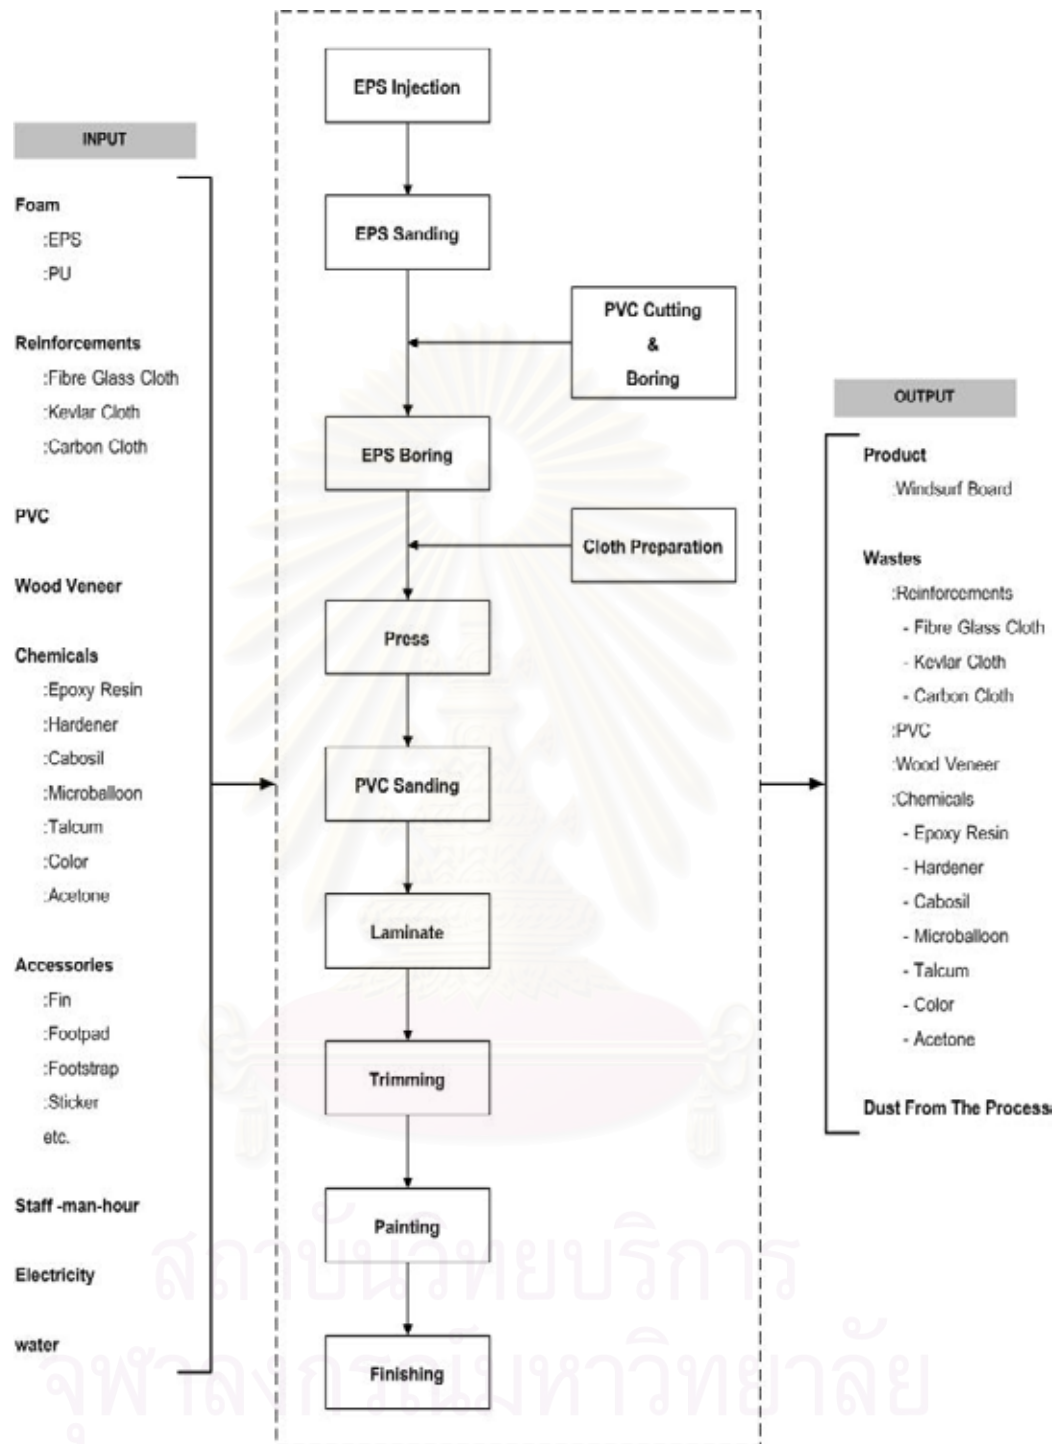 INPUT
Foam
:EPS
:PU
Reinforcements
:Fibre Glass Cloth
:Kevlar Cloth
:Carbon Cloth
PVC
Wood Veneer
Chemicals
:Epoxy Resin
:Hardener
:Cabosil
:Microballoon
:Talcum
:Color
:Acetone
Accessories
:Fin
:Footpad
:Footstrap
:Sticker
etc.
Staff -man-hour
Electricity
water
EPS Injection
EPS Sanding
PVC Cutting
&
Boring
EPS Boring
Cloth Preparation
Press
PVC Sanding
Laminate
Trimming
Painting
Finishing
OUTPUT
Product
:Windsurf Board
Wastes
:Reinforcements
- Fibre Glass Cloth
- Kevlar Cloth
- Carbon Cloth
:PVC
:Wood Veneer
:Chemicals
- Epoxy Resin
- Hardener
- Cabosil
- Microballoon
- Talcum
- Color
- Acetone
Dust From The Process
สถาบันวิทยบริการ
จุฬาลงกรณ์มหาวิทยาลัย